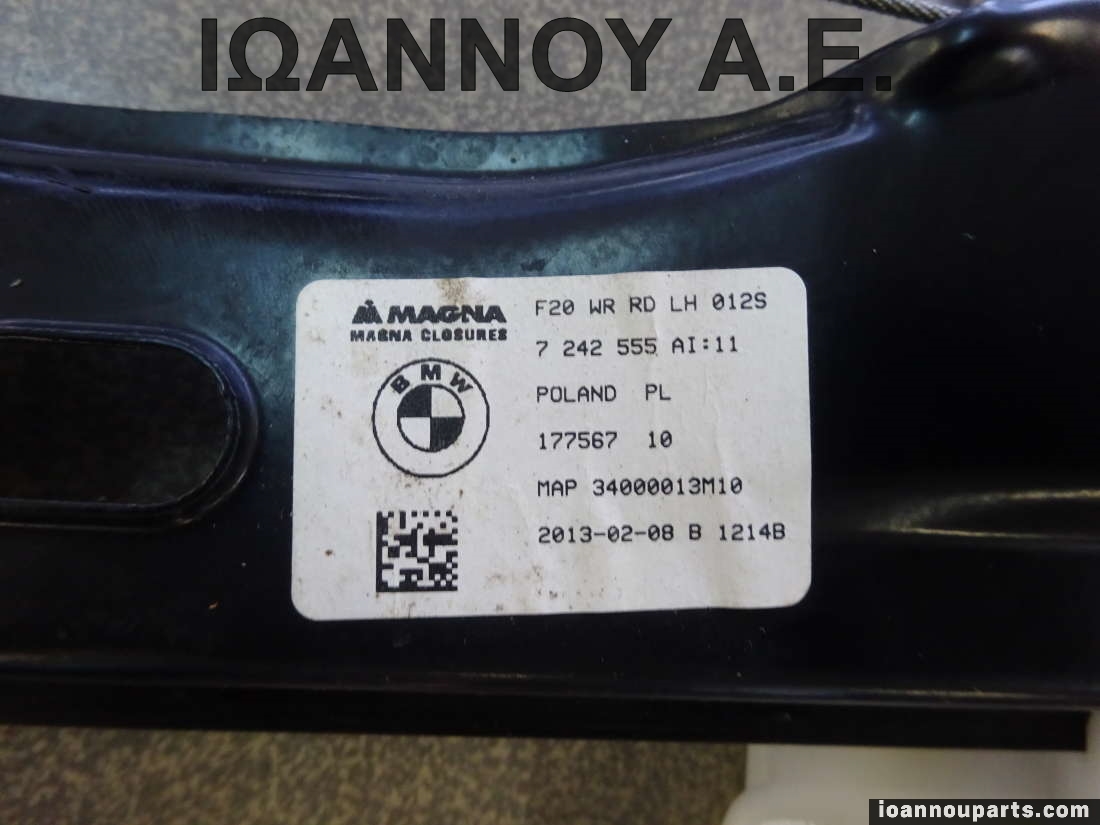 ΙΩΑΝΝΟΥ Α.Ε.
MAGNA
MAGNA CLOSURES
BMW
F20 WR RD LH 012S
7 242 555 AI:11
POLAND PL
177567 10
MAP 34000013M10
2013-02-08 B 1214B
ioannouparts.com